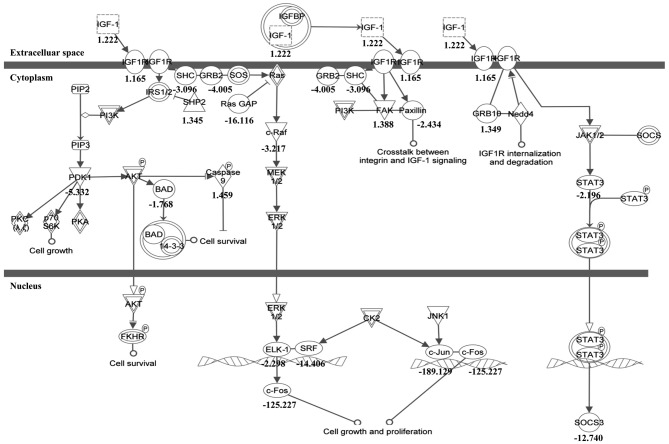 IGF-1
1.222
IGFBP
IGF-1
1.222
IGF-1
1.222
IGF-1
1.222
Extracelluar space
IGF1R IGF1R
1.165
IGF1R
1.165
IGF1R IGF1R
1.165
Cytoplasm
PIP2
PI3K
PIP3
IRS1/2
SHC
-3.096
GRB2
-4.005
SOS
Ras
SHP2
1.345
Ras GAP
-16.116
c-Raf
-3.217
MEK
1/2
ERK
1/2
GRB2
-4.005
SHC
-3.096
PI3K
FAK
1.388
Paxillin
-2.434
Crosstalk between
integrin and IGF-1 signaling
GRB10
1.349
Nedd4
IGF1R internalization
and degradation
JAK1/2
SOCS
STAT3
-2.196
P
STAT3
P
STAT3
P
STAT3
PDK1
-5.332
P
AKT
BAD
-1.768
P
Caspase
9
1.459
PKC
(λ,ζ)
p70
S6K
PKA
Cell growth
BAD
14-3-3
Cell survival
Nucleus
P
AKT
P
FKHR
Cell survival
ERK
1/2
ELK-1
-2.298
SRF
-14.406
CK2
JNK1
c-Jun
-189.129
c-Fos
-125.227
c-Fos
-125.227
Cell growth and proliferation
P
STAT3
P
STAT3
SOCS3
-12.740